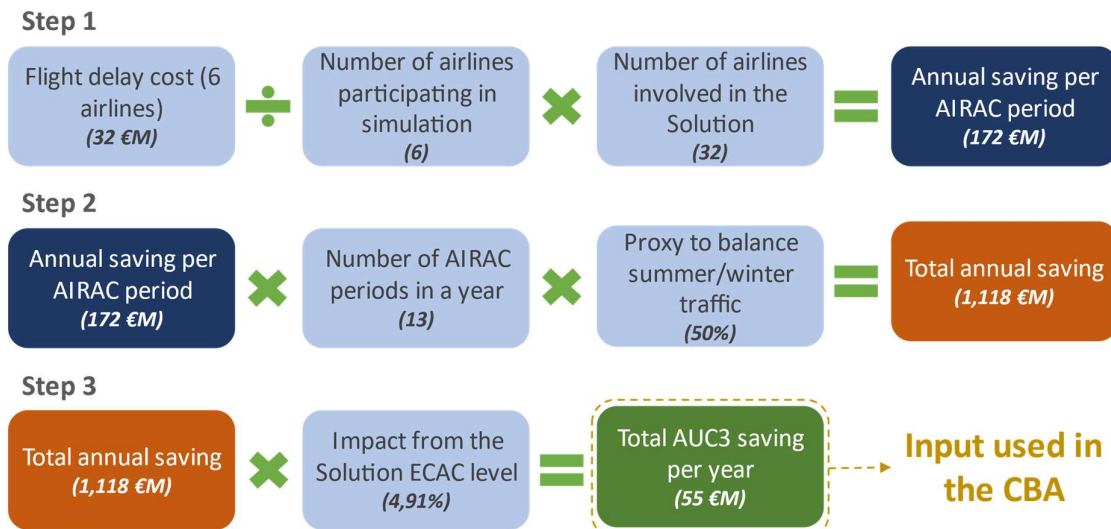 Step 1
Flight delay cost (6
airlines)
(32 €M)
÷
Number of airlines
participating in
simulation
(6)
×
Number of airlines
involved in the
Solution
(32)
=
Annual saving per
AIRAC period
(172 €M)
Step 2
Annual saving per
AIRAC period
(172 €M)
×
Number of AIRAC
periods in a year
(13)
×
Proxy to balance
summer/winter
traffic
(50%)
=
Total annual saving
(1,118 €M)
Step 3
Total annual saving
(1,118 €M)
×
Impact from the
Solution ECAC level
(4,91%)
=
Total AUC3 saving
per year
(55 €M)
Input used in
the CBA